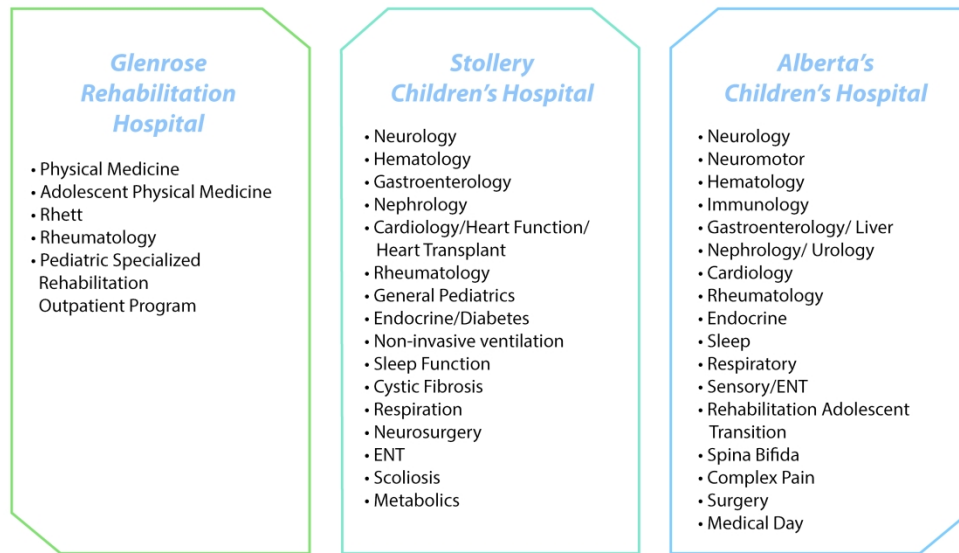 Glenrose
Rehabilitation
Hospital
• Physical Medicine
• Adolescent Physical Medicine
• Rhett
• Rheumatology
• Pediatric Specialized
Rehabilitation
Outpatient Program
Stollery
Children's Hospital
• Neurology
• Hematology
• Gastroenterology
• Nephrology
• Cardiology/Heart Function/
Heart Transplant
• Rheumatology
• General Pediatrics
• Endocrine/Diabetes
• Non-invasive ventilation
• Sleep Function
• Cystic Fibrosis
• Respiration
• Neurosurgery
• ENT
• Scoliosis
• Metabolics
Alberta's
Children's Hospital
• Neurology
• Neuromotor
• Hematology
• Immunology
• Gastroenterology/ Liver
• Nephrology/ Urology
• Cardiology
• Rheumatology
• Endocrine
• Sleep
• Respiratory
• Sensory/ENT
• Rehabilitation Adolescent
Transition
• Spina Bifida
• Complex Pain
• Surgery
• Medical Day